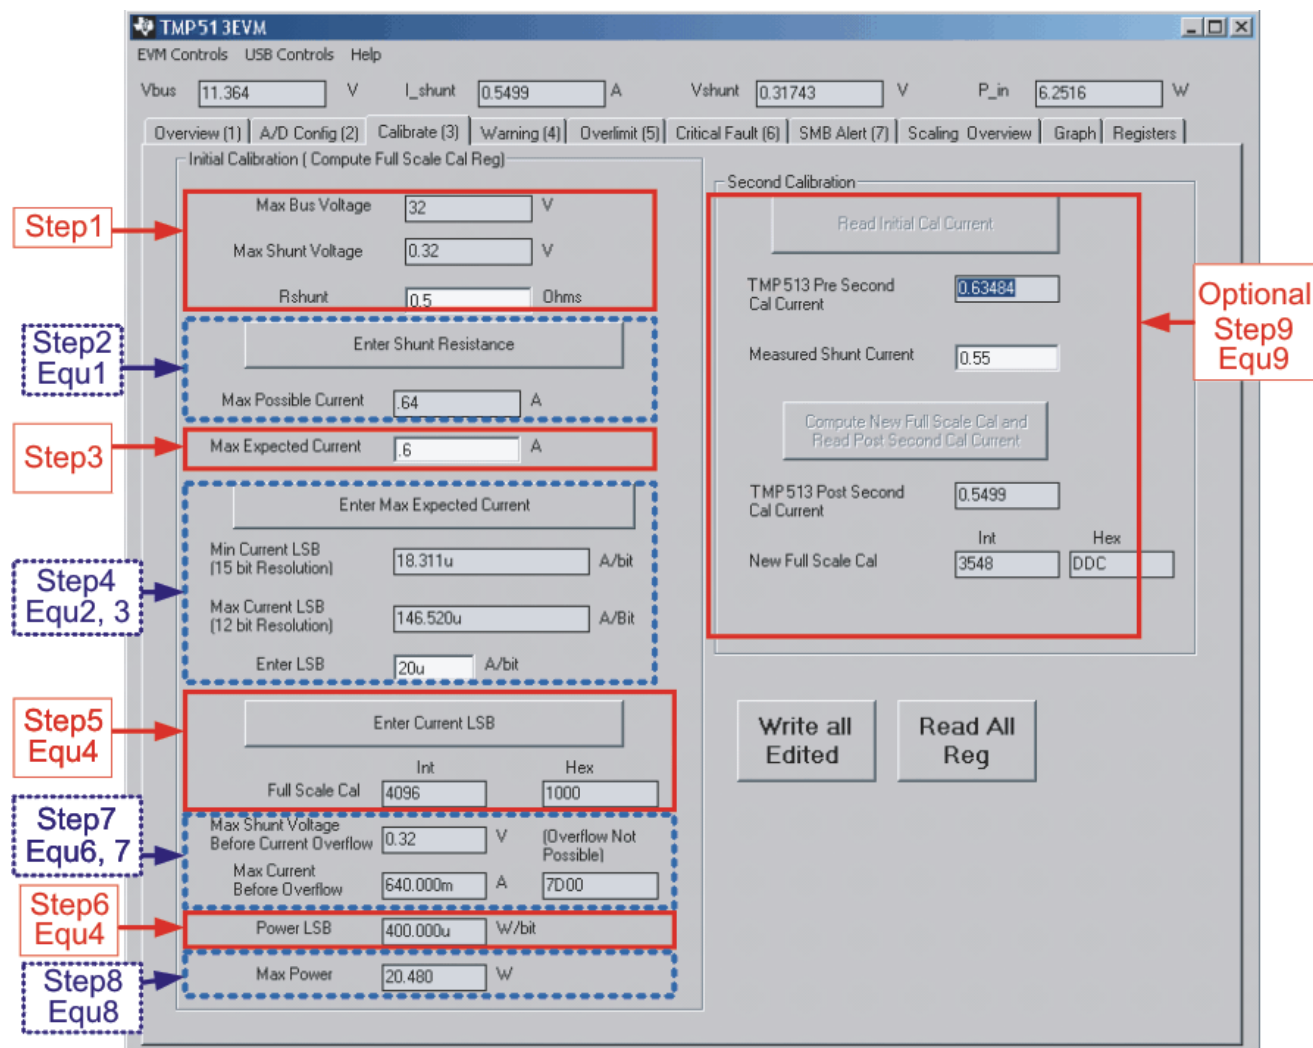 TMP513EVM
EVM Controls USB Controls Help
Vbus 11.364 V I_shunt 0.5499 A Vshunt 0.31743 V P_in 6.2516 W
Overview (1) A/D Config (2) Calibrate (3) Warning (4) Overlimit (5) Critical Fault (6) SMB Alert (7) Scaling Overview Graph Registers
Initial Calibration ( Compute Full Scale Cal Reg)
Step1
Max Bus Voltage 32 V
Max Shunt Voltage 0.32 V
Rshunt 0.5 Ohms
Step2
Equ1
Enter Shunt Resistance
Max Possible Current .64 A
Step3
Max Expected Current .6 A
Step4
Equ2, 3
Enter Max Expected Current
Min Current LSB
(15 bit Resolution) 18.311u A/bit
Max Current LSB
(12 bit Resolution) 146.520u A/Bit
Enter LSB 20u A/bit
Step5
Equ4
Enter Current LSB
Int Hex
Full Scale Cal 4096 1000
Step7
Equ6, 7
Max Shunt Voltage
Before Current Overflow 0.32 V (Overflow Not
Possible)
Max Current
Before Overflow 640.000m A 7D00
Step6
Equ4
Power LSB 400.000u W/bit
Step8
Equ8
Max Power 20.480 W
Second Calibration
Read Initial Cal Current
TMP513 Pre Second
Cal Current 0.63484
Measured Shunt Current 0.55
Compute New Full Scale Cal and
Read Post Second Cal Current
TMP513 Post Second
Cal Current 0.5499
Int Hex
New Full Scale Cal 3548 DDC
Optional
Step9
Equ9
Write all
Edited
Read All
Reg